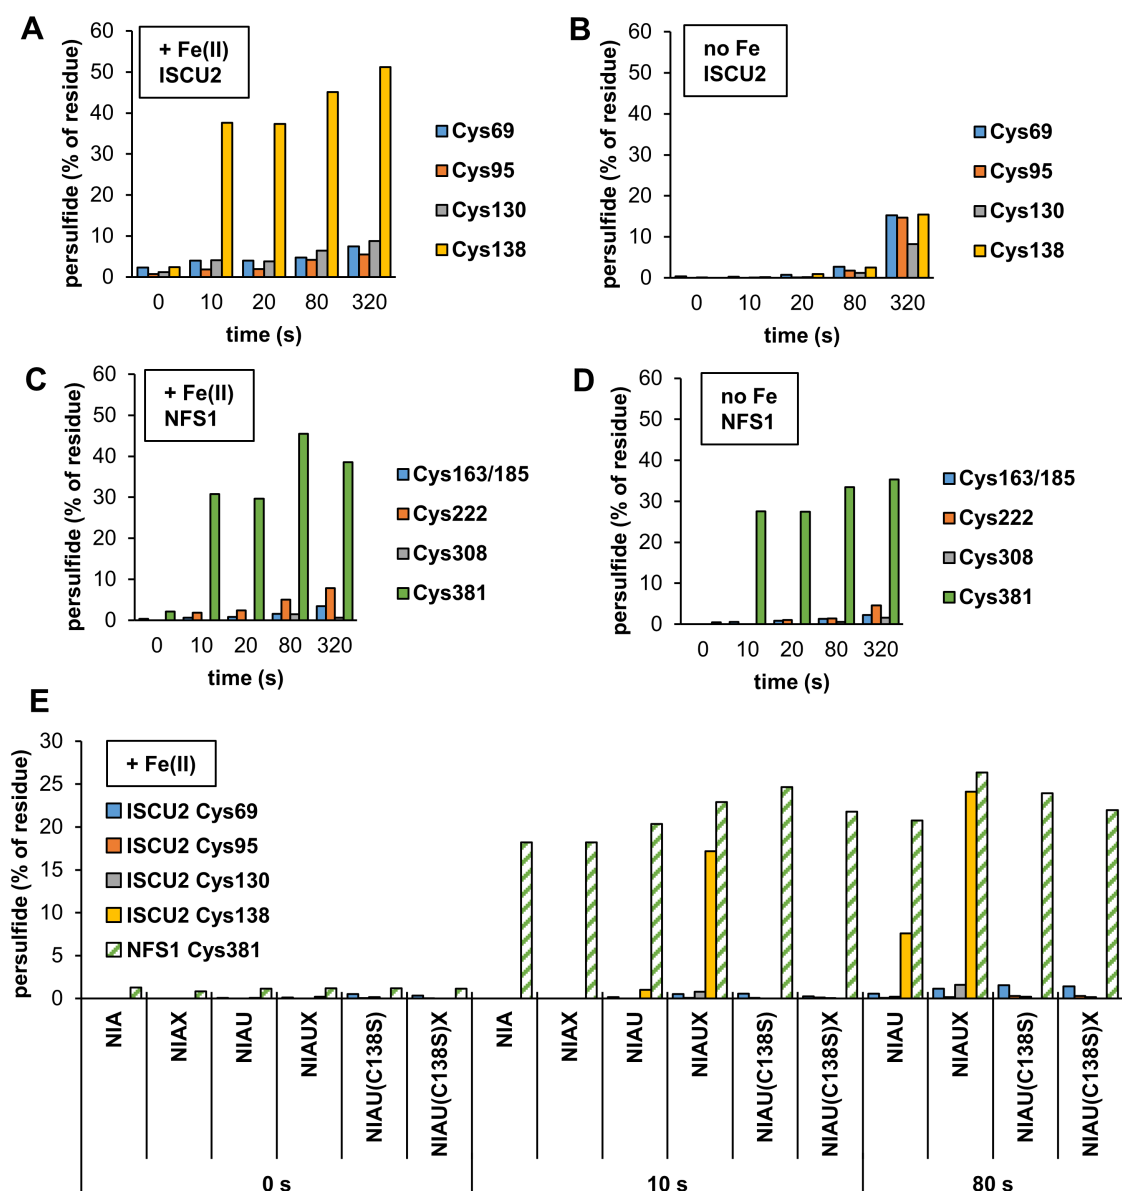 A
+ Fe(II)
ISCU2
persulfide (% of residue)
60
50
40
30
20
10
0
0 10 20 80 320
time (s)
Cys69
Cys95
Cys130
Cys138
B
no Fe
ISCU2
persulfide (% of residue)
60
50
40
30
20
10
0
0 10 20 80 320
time (s)
Cys69
Cys95
Cys130
Cys138
C
+ Fe(II)
NFS1
persulfide (% of residue)
60
50
40
30
20
10
0
0 10 20 80 320
time (s)
Cys163/185
Cys222
Cys308
Cys381
D
no Fe
NFS1
persulfide (% of residue)
60
50
40
30
20
10
0
0 10 20 80 320
time (s)
Cys163/185
Cys222
Cys308
Cys381
E
+ Fe(II)
persulfide (% of residue)
30
25
20
15
10
5
0
ISCU2 Cys69
ISCU2 Cys95
ISCU2 Cys130
ISCU2 Cys138
NFS1 Cys381
NIA
NIAX
NIAU
NIAUX
NIAU(C138S)
NIAU(C138S)X
NIA
NIAX
NIAU
NIAUX
NIAU(C138S)
NIAU(C138S)X
NIAU
NIAUX
NIAU(C138S)
NIAU(C138S)X
0 s 10 s 80 s